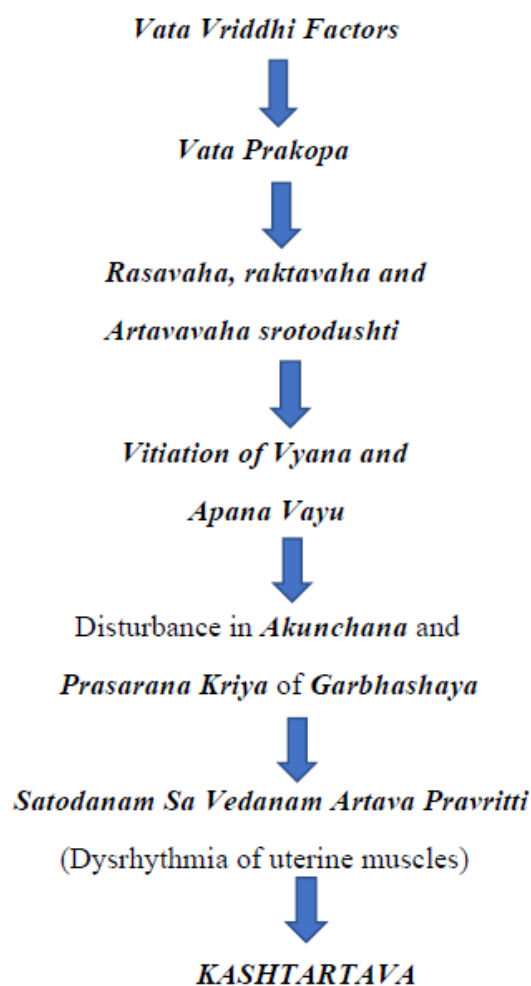 Vata Vriddhi Factors
Vata Prakopa
Rasavaha, raktavaha and
Artavavaha srotodushti
Vitiation of Vyana and
Apana Vayu
Disturbance in Akunchana and
Prasarana Kriya of Garbhashaya
Satodanam Sa Vedanam Artava Pravritti
(Dysrhythmia of uterine muscles)
KASHTARTAVA